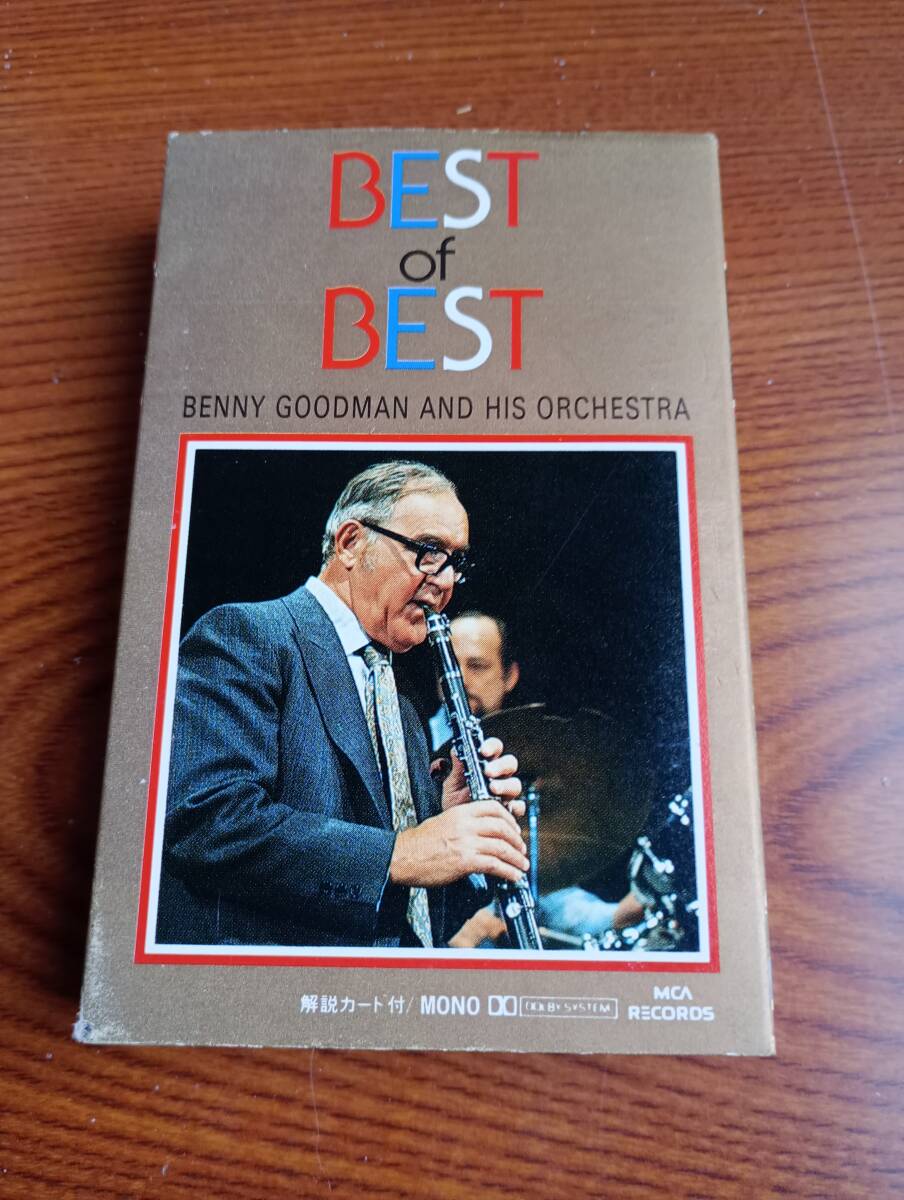 BEST
of
BEST
BENNY GOODMAN AND HIS ORCHESTRA
解説カード付/ MONO DOLBY SYSTEM
MCA
RECORDS